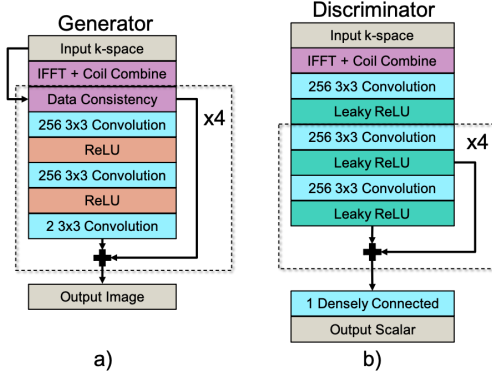 Generator
Input k-space
IFFT + Coil Combine
Data Consistency
256 3x3 Convolution
ReLU
256 3x3 Convolution
ReLU
2 3x3 Convolution
x4
Output Image
a)
Discriminator
Input k-space
IFFT + Coil Combine
256 3x3 Convolution
Leaky ReLU
256 3x3 Convolution
Leaky ReLU
256 3x3 Convolution
Leaky ReLU
x4
1 Densely Connected
Output Scalar
b)